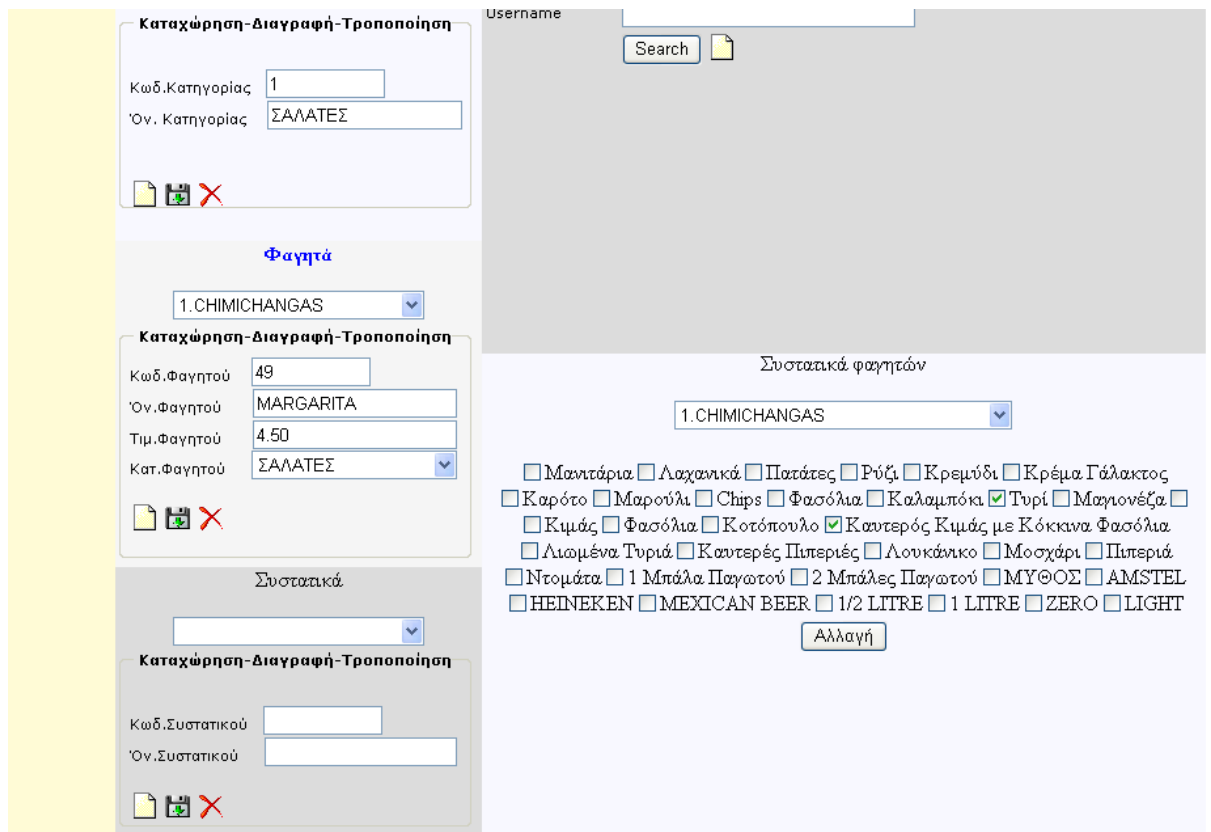 Καταχώρηση-Διαγραφή-Τροποποίηση
Κωδ.Κατηγορίας 1
Όν. Κατηγορίας ΣΑΛΑΤΕΣ
Φαγητά
1.CHIMICHANGAS
Καταχώρηση-Διαγραφή-Τροποποίηση
Κωδ.Φαγητού 49
Όν.Φαγητού MARGARITA
Τιμ.Φαγητού 4.50
Κατ.Φαγητού ΣΑΛΑΤΕΣ
Συστατικά
Καταχώρηση-Διαγραφή-Τροποποίηση
Κωδ.Συστατικού
Όν.Συστατικού
Username
Search
Συστατικά φαγητών
1.CHIMICHANGAS
Μανιτάρια Λαχανικά Πατάτες Ρύζι Κρεμύδι Κρέμα Γάλακτος
Καρότο Μαρούλι Chips Φασόλια Καλαμπόκι Τυρί Μαγιονέζα
Κιμάς Φασόλια Κοτόπουλο Καυτερός Κιμάς με Κόκκινα Φασόλια
Λιωμένα Τυριά Καυτερές Πιπεριές Λουκάνικο Μοσχάρι Πιπεριά
Ντομάτα 1 Μπάλα Παγωτού 2 Μπάλες Παγωτού ΜΥΘΟΣ AMSTEL
HEINEKEN MEXICAN BEER 1/2 LITRE 1 LITRE ZERO LIGHT
Αλλαγή